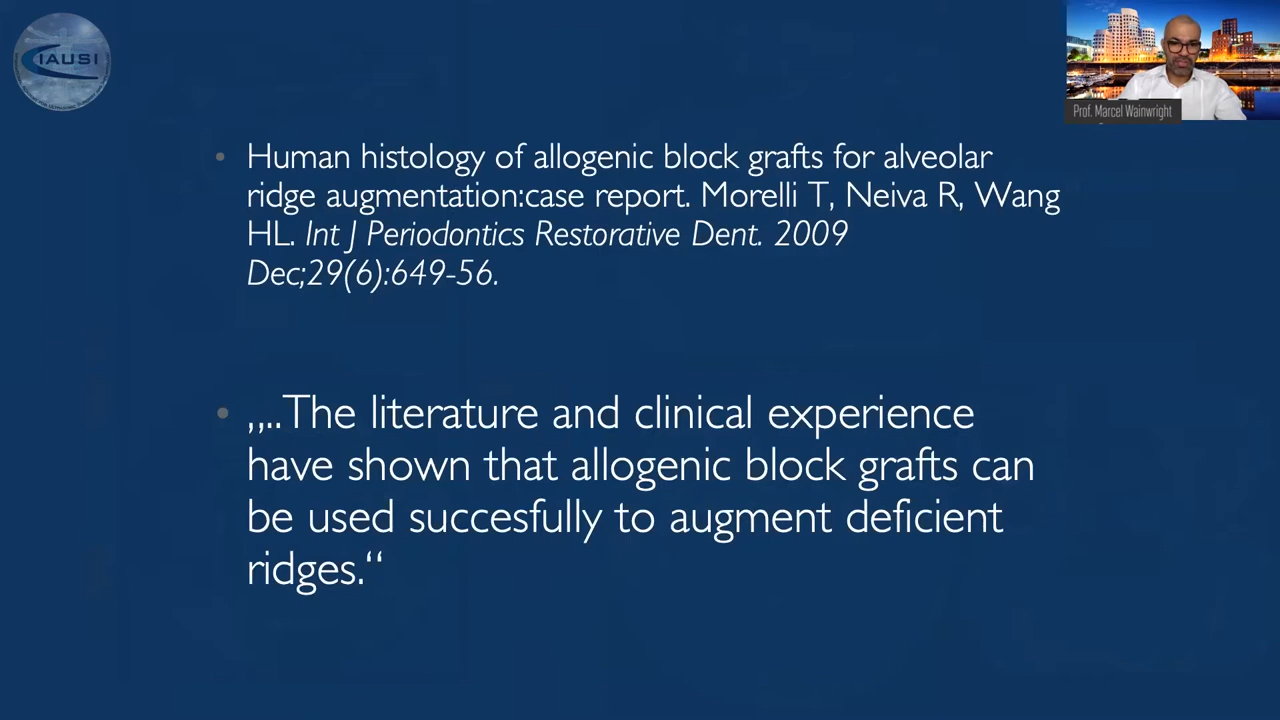 IAUSI
Prof. Marcel Wainwright
• Human histology of allogenic block grafts for alveolar
ridge augmentation:case report. Morelli T, Neiva R, Wang
HL. Int J Periodontics Restorative Dent. 2009
Dec;29(6):649-56.
• „..The literature and clinical experience
have shown that allogenic block grafts can
be used succesfully to augment deficient
ridges.“